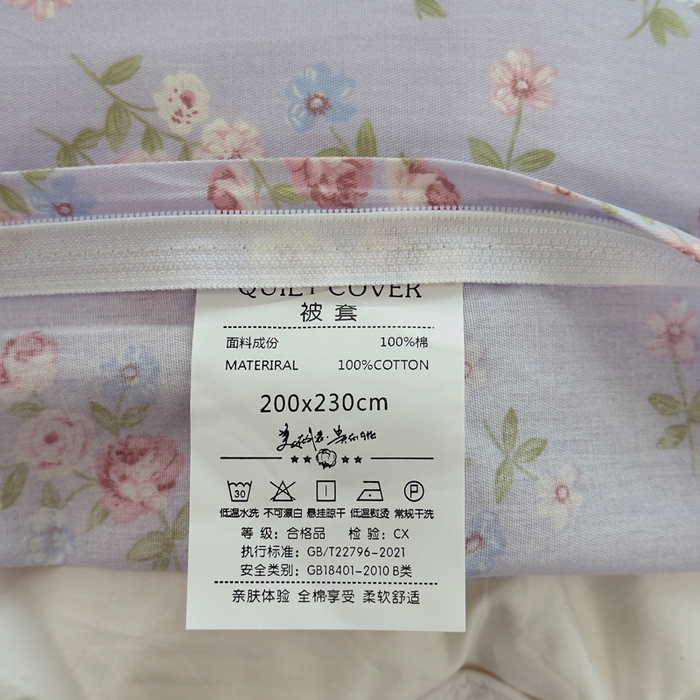 QUILT COVER
被套
面料成份 100%棉
MATERIRAL 100%COTTON
200x230cm
30 P
低温水洗 不可漂白 悬挂晾干 低温熨烫 常规干洗
等 级：合格品 检 验：CX
执行标准：GB/T22796-2021
安全类别：GB18401-2010 B类
亲肤体验 全棉享受 柔软舒适